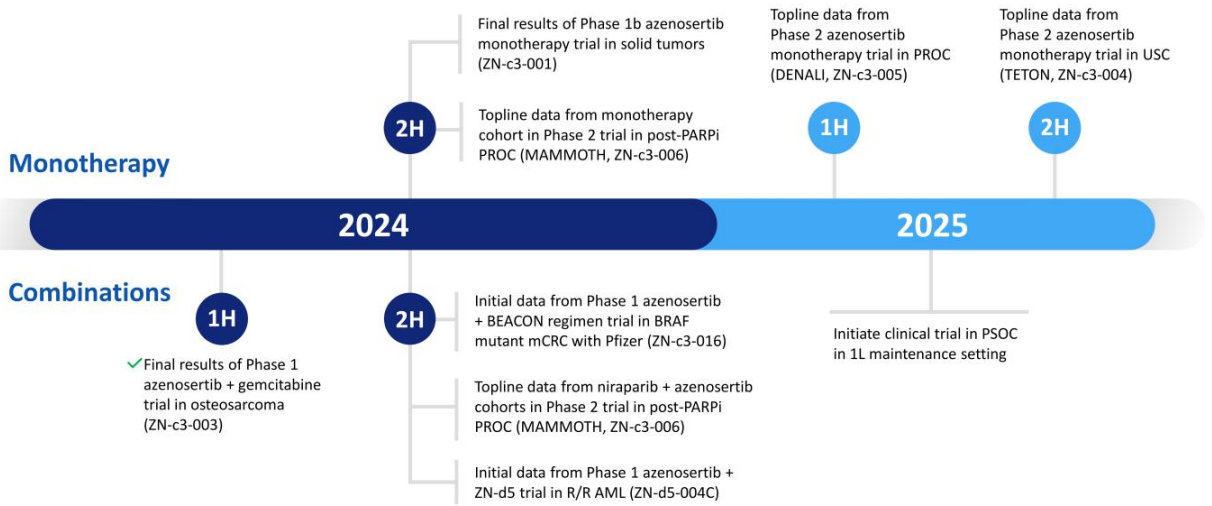 Final results of Phase 1b azenosertib
monotherapy trial in solid tumors
(ZN-c3-001)
2H
Topline data from monotherapy
cohort in Phase 2 trial in post-PARPi
PROC (MAMMOTH, ZN-c3-006)
Topline data from
Phase 2 azenosertib
monotherapy trial in PROC
(DENALI, ZN-c3-005)
1H
Topline data from
Phase 2 azenosertib
monotherapy trial in USC
(TETON, ZN-c3-004)
2H
Monotherapy
2024
2025
Combinations
1H
Final results of Phase 1
azenosertib + gemcitabine
trial in osteosarcoma
(ZN-c3-003)
2H
Initial data from Phase 1 azenosertib
+ BEACON regimen trial in BRAF
mutant mCRC with Pfizer (ZN-c3-016)
Topline data from niraparib + azenosertib
cohorts in Phase 2 trial in post-PARPi
PROC (MAMMOTH, ZN-c3-006)
Initial data from Phase 1 azenosertib +
ZN-d5 trial in R/R AML (ZN-d5-004C)
Initiate clinical trial in PSOC
in 1L maintenance setting